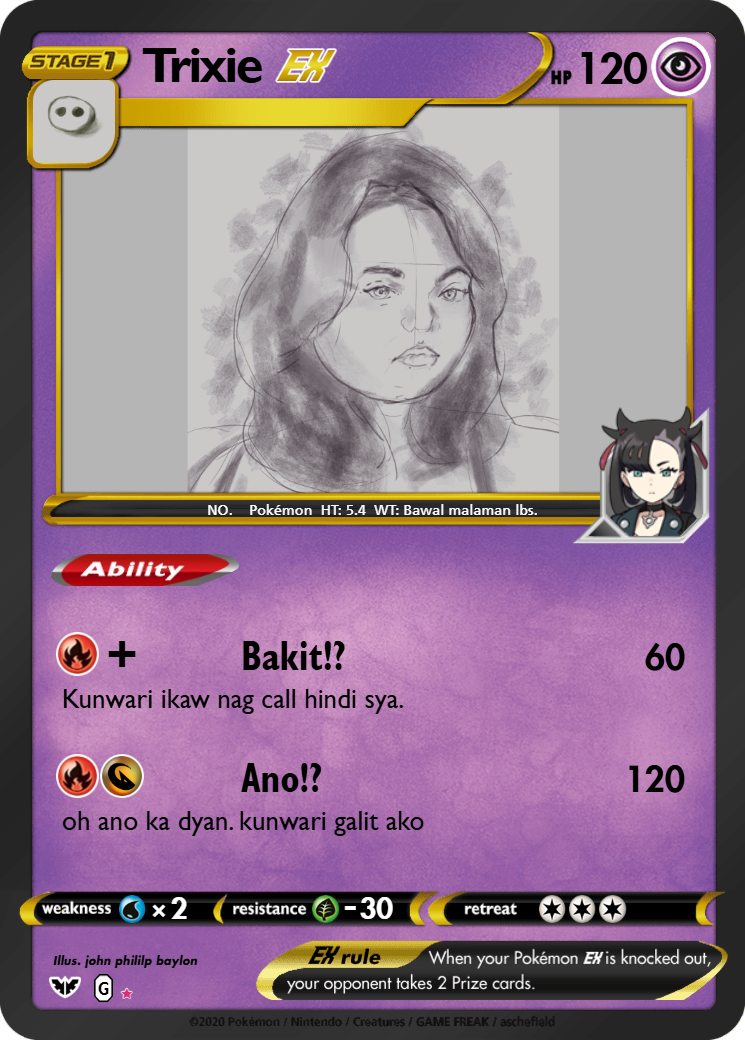 STAGE 1
Trixie EX
HP 120
NO. Pokémon HT: 5.4 WT: Bawal malaman lbs.
Ability
+ Bakit!? 60
Kunwari ikaw nag call hindi sya.
Ano!? 120
oh ano ka dyan. kunwari galit ako
weakness × 2 resistance -30 retreat
Illus. john phililp baylon
EX rule When your Pokémon EX is knocked out,
your opponent takes 2 Prize cards.
G
©2020 Pokémon / Nintendo / Creatures / GAME FREAK / aschefield